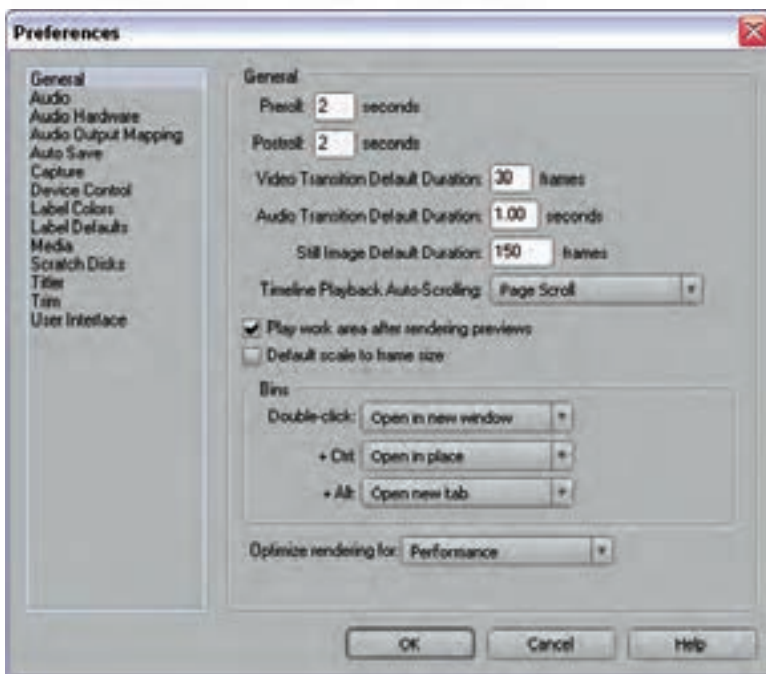 Preferences
General
Audio
Audio Hardware
Audio Output Mapping
Auto Save
Capture
Device Control
Label Colors
Label Defaults
Media
Scratch Disks
Titler
Trim
User Interface
General
Preroll: 2 seconds
Postroll: 2 seconds
Video Transition Default Duration: 30 frames
Audio Transition Default Duration: 1.00 seconds
Still Image Default Duration: 150 frames
Timeline Playback Auto-Scrolling: Page Scroll
Play work area after rendering previews
Default scale to frame size
Bins
Double-click: Open in new window
+ Ctrl: Open in place
+ Alt: Open new tab
Optimize rendering for: Performance
OK Cancel Help